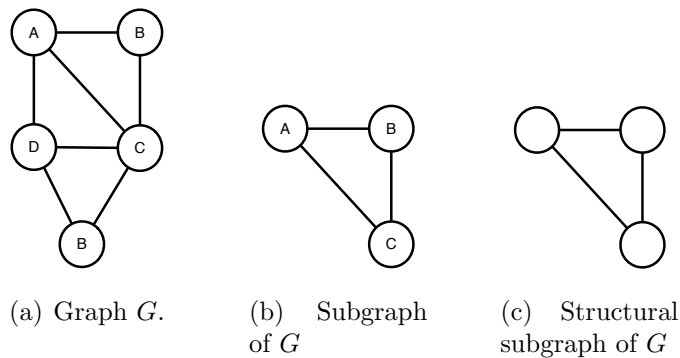 A B
D C
B
A B
C
(a) Graph G.
(b) Subgraph
of G
(c) Structural
subgraph of G